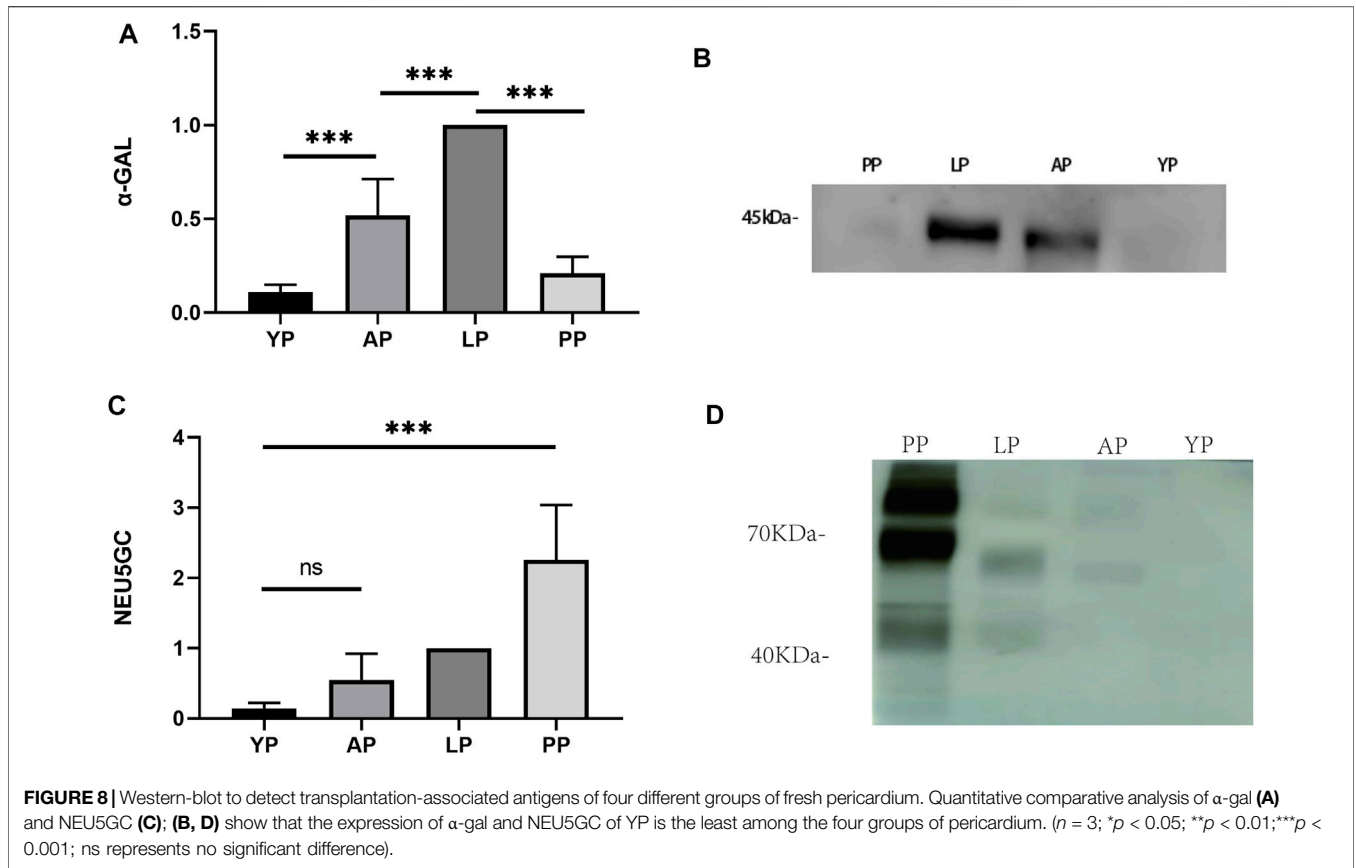 A
1.5
1.0
0.5
0.0
α-GAL
***
***
***
YP AP LP PP
B
PP LP AP YP
45kDa-
C
4
3
2
1
0
NEU5GC
***
ns
YP AP LP PP
D
PP LP AP YP
70KDa-
40KDa-
FIGURE 8 | Western-blot to detect transplantation-associated antigens of four different groups of fresh pericardium. Quantitative comparative analysis of α-gal (A)
and NEU5GC (C); (B, D) show that the expression of α-gal and NEU5GC of YP is the least among the four groups of pericardium. (n = 3; *p < 0.05; **p < 0.01;***p <
0.001; ns represents no significant difference).